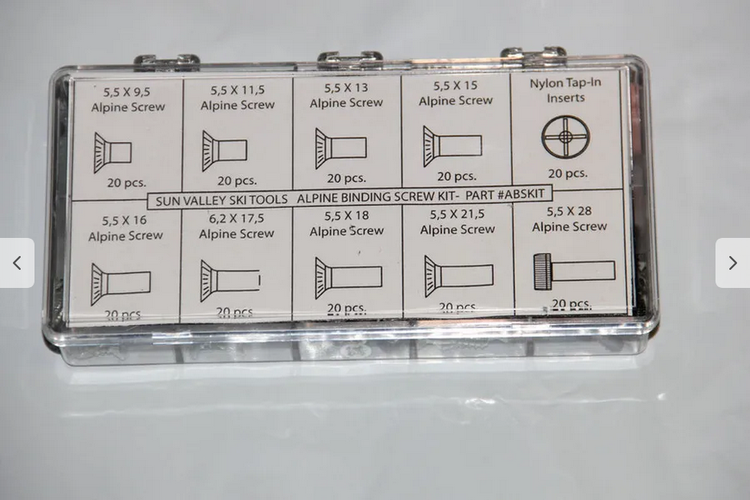 5,5 X 9,5
Alpine Screw
20 pcs.
5,5 X 11,5
Alpine Screw
20 pcs.
5,5 X 13
Alpine Screw
20 pcs.
5,5 X 15
Alpine Screw
20 pcs.
Nylon Tap-In
Inserts
20 pcs.
SUN VALLEY SKI TOOLS ALPINE BINDING SCREW KIT- PART #ABSKIT
5,5 X 16
Alpine Screw
20 pcs
6,2 X 17,5
Alpine Screw
20 pcs
5,5 X 18
Alpine Screw
20 pcs.
5,5 X 21,5
Alpine Screw
20 pcs
5,5 X 28
Alpine Screw
20 pcs.